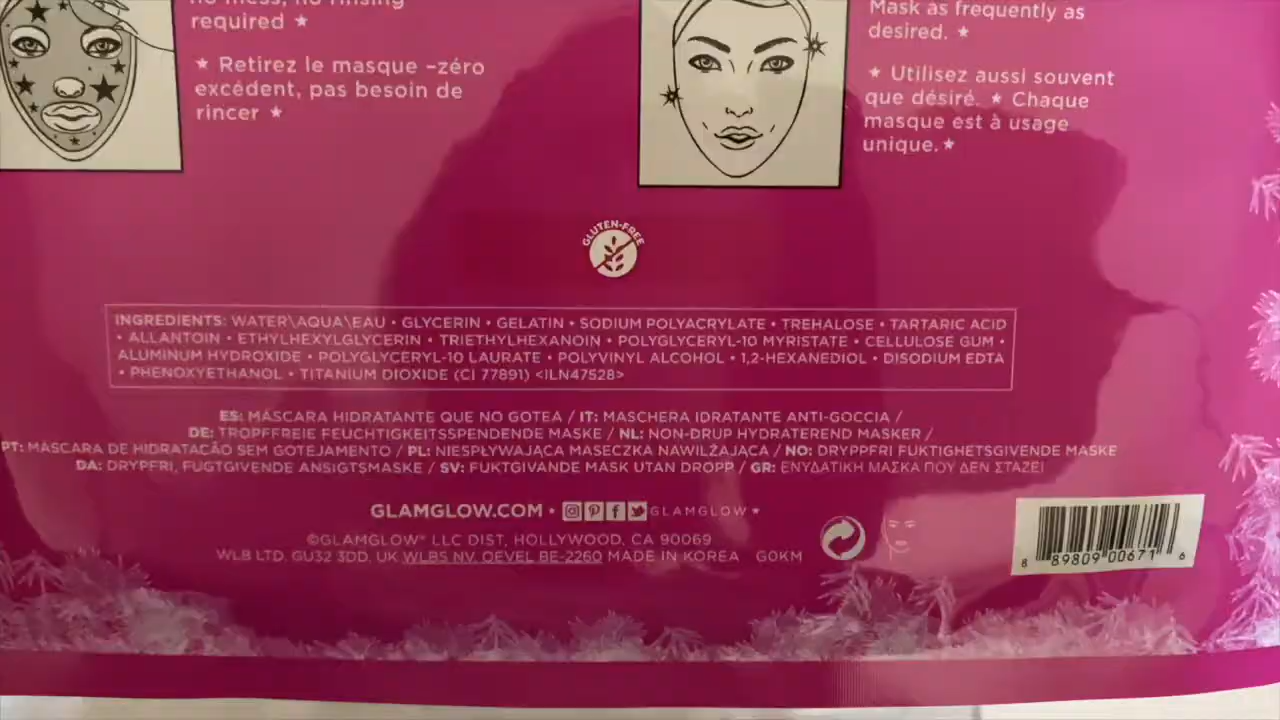 no mess, no rinsing
required ★
★ Retirez le masque –zéro
excédent, pas besoin de
rincer ★
Mask as frequently as
desired. ★
★ Utilisez aussi souvent
que désiré. ★ Chaque
masque est à usage
unique.★
GLUTEN-FREE
INGREDIENTS: WATER\AQUA\EAU • GLYCERIN • GELATIN • SODIUM POLYACRYLATE • TREHALOSE • TARTARIC ACID
• ALLANTOIN • ETHYLHEXYLGLYCERIN • TRIETHYLHEXANOIN • POLYGLYCERYL-10 MYRISTATE • CELLULOSE GUM •
ALUMINUM HYDROXIDE • POLYGLYCERYL-10 LAURATE • POLYVINYL ALCOHOL • 1,2-HEXANEDIOL • DISODIUM EDTA
• PHENOXYETHANOL • TITANIUM DIOXIDE (CI 77891) <ILN47528>
ES: MÁSCARA HIDRATANTE QUE NO GOTEA / IT: MASCHERA IDRATANTE ANTI-GOCCIA /
DE: TROPFFREIE FEUCHTIGKEITSSPENDENDE MASKE / NL: NON-DRUP HYDRATEREND MASKER /
PT: MÁSCARA DE HIDRATAÇÃO SEM GOTEJAMENTO / PL: NIESPŁYWAJĄCA MASECZKA NAWILŻAJĄCA / NO: DRYPPFRI FUKTIGHETSGIVENDE MASKE
DA: DRYPFRI, FUGTGIVENDE ANSIGTSMASKE / SV: FUKTGIVANDE MASK UTAN DROPP / GR: ΕΝΥΔΑΤΙΚΗ ΜΑΣΚΑ ΠΟΥ ΔΕΝ ΣΤΑΖΕΙ
GLAMGLOW.COM • GLAMGLOW ★
©GLAMGLOW® LLC DIST, HOLLYWOOD, CA 90069
WLB LTD. GU32 3DD, UK WLBS NV. OEVEL BE-2260 MADE IN KOREA G0KM
8 89809 00671 6